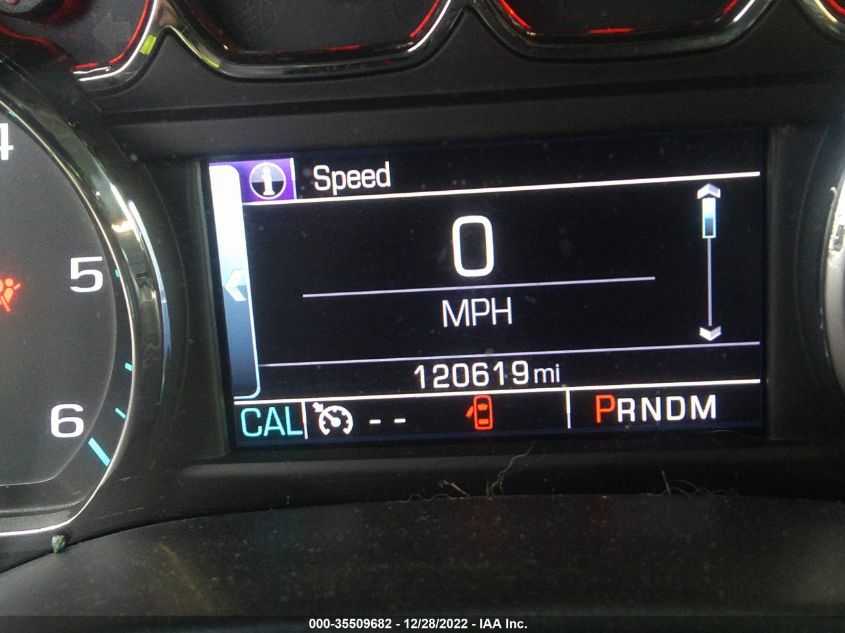 4
5
6
Speed
0
MPH
120619 mi
CAL -- PRNDM
000-35509682 - 12/28/2022 - IAA Inc.